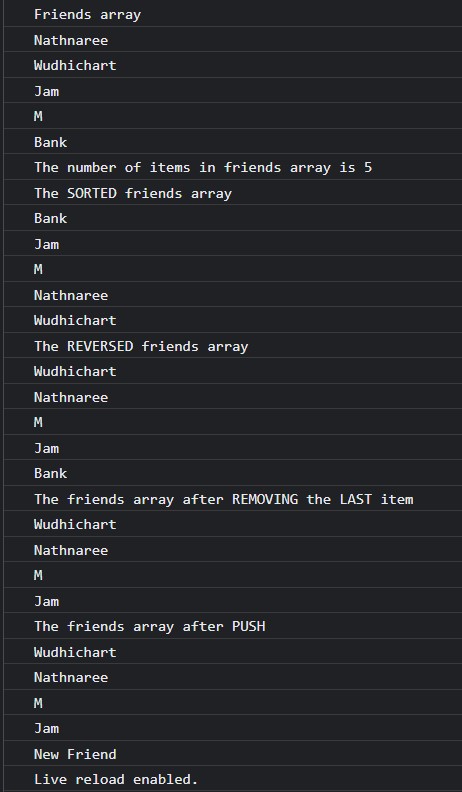 Friends array
Nathnaree
Wudhichart
Jam
M
Bank
The number of items in friends array is 5
The SORTED friends array
Bank
Jam
M
Nathnaree
Wudhichart
The REVERSED friends array
Wudhichart
Nathnaree
M
Jam
Bank
The friends array after REMOVING the LAST item
Wudhichart
Nathnaree
M
Jam
The friends array after PUSH
Wudhichart
Nathnaree
M
Jam
New Friend
Live reload enabled.